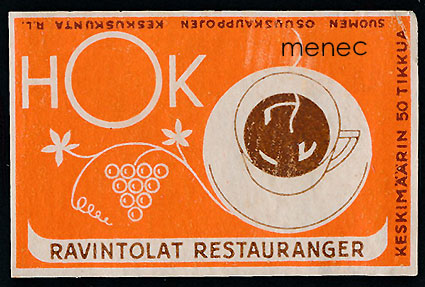 SUOMEN OSUUSKAUPPOJEN KESKUSKUNTA R.L.
HOK
menec
KESKIMÄÄRIN 50 TIKKUA
RAVINTOLAT RESTAURANGER